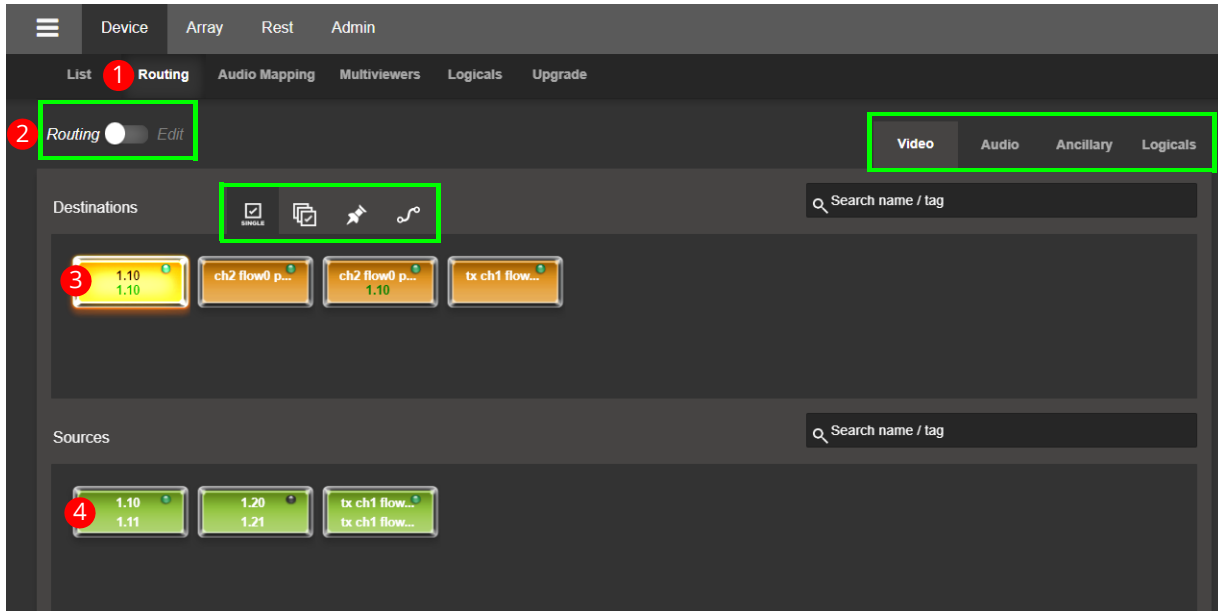 Device Array Rest Admin
List 1 Routing Audio Mapping Multiviewers Logicals Upgrade
2 Routing Edit
Video Audio Ancillary Logicals
Destinations SINGLE Search name / tag
3 1.10 ch2 flow0 p... ch2 flow0 p... tx ch1 flow...
1.10 1.10
Sources Search name / tag
4 1.10 1.20 tx ch1 flow...
1.11 1.21 tx ch1 flow...